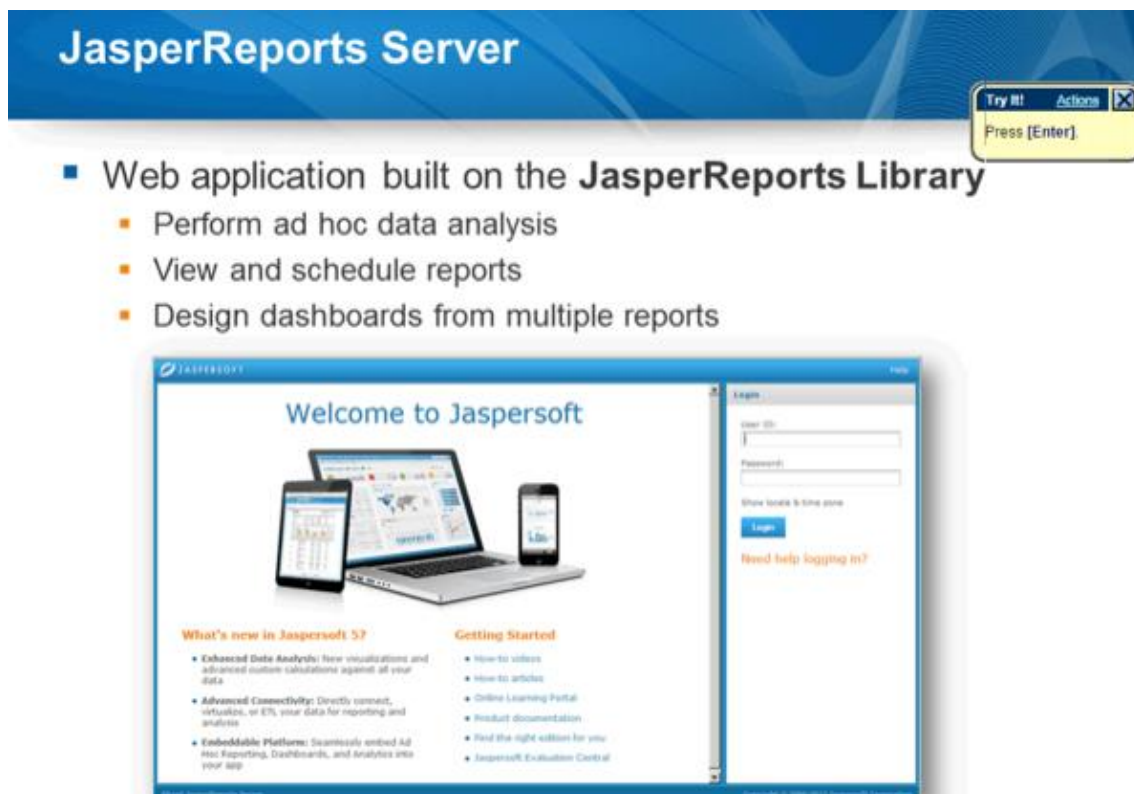 JasperReports Server
Try It! Actions X
Press [Enter].
Web application built on the JasperReports Library
Perform ad hoc data analysis
View and schedule reports
Design dashboards from multiple reports
JASPERSOFT Help
Welcome to Jaspersoft
Login
User ID:
Password:
Show locale & time zone
Login
Need help logging in?
What's new in Jaspersoft 5?
Enhanced Data Analysis: New visualizations and
advanced custom calculations against all your
data
Advanced Connectivity: Directly connect,
virtualize, or ETL your data for reporting and
analysis
Embeddable Platform: Seamlessly embed Ad
Hoc Reporting, Dashboards, and Analytics into
your app
Getting Started
How-to videos
How-to articles
Online Learning Portal
Product documentation
Find the right edition for you
Jaspersoft Evaluation Central
About JasperReports Server